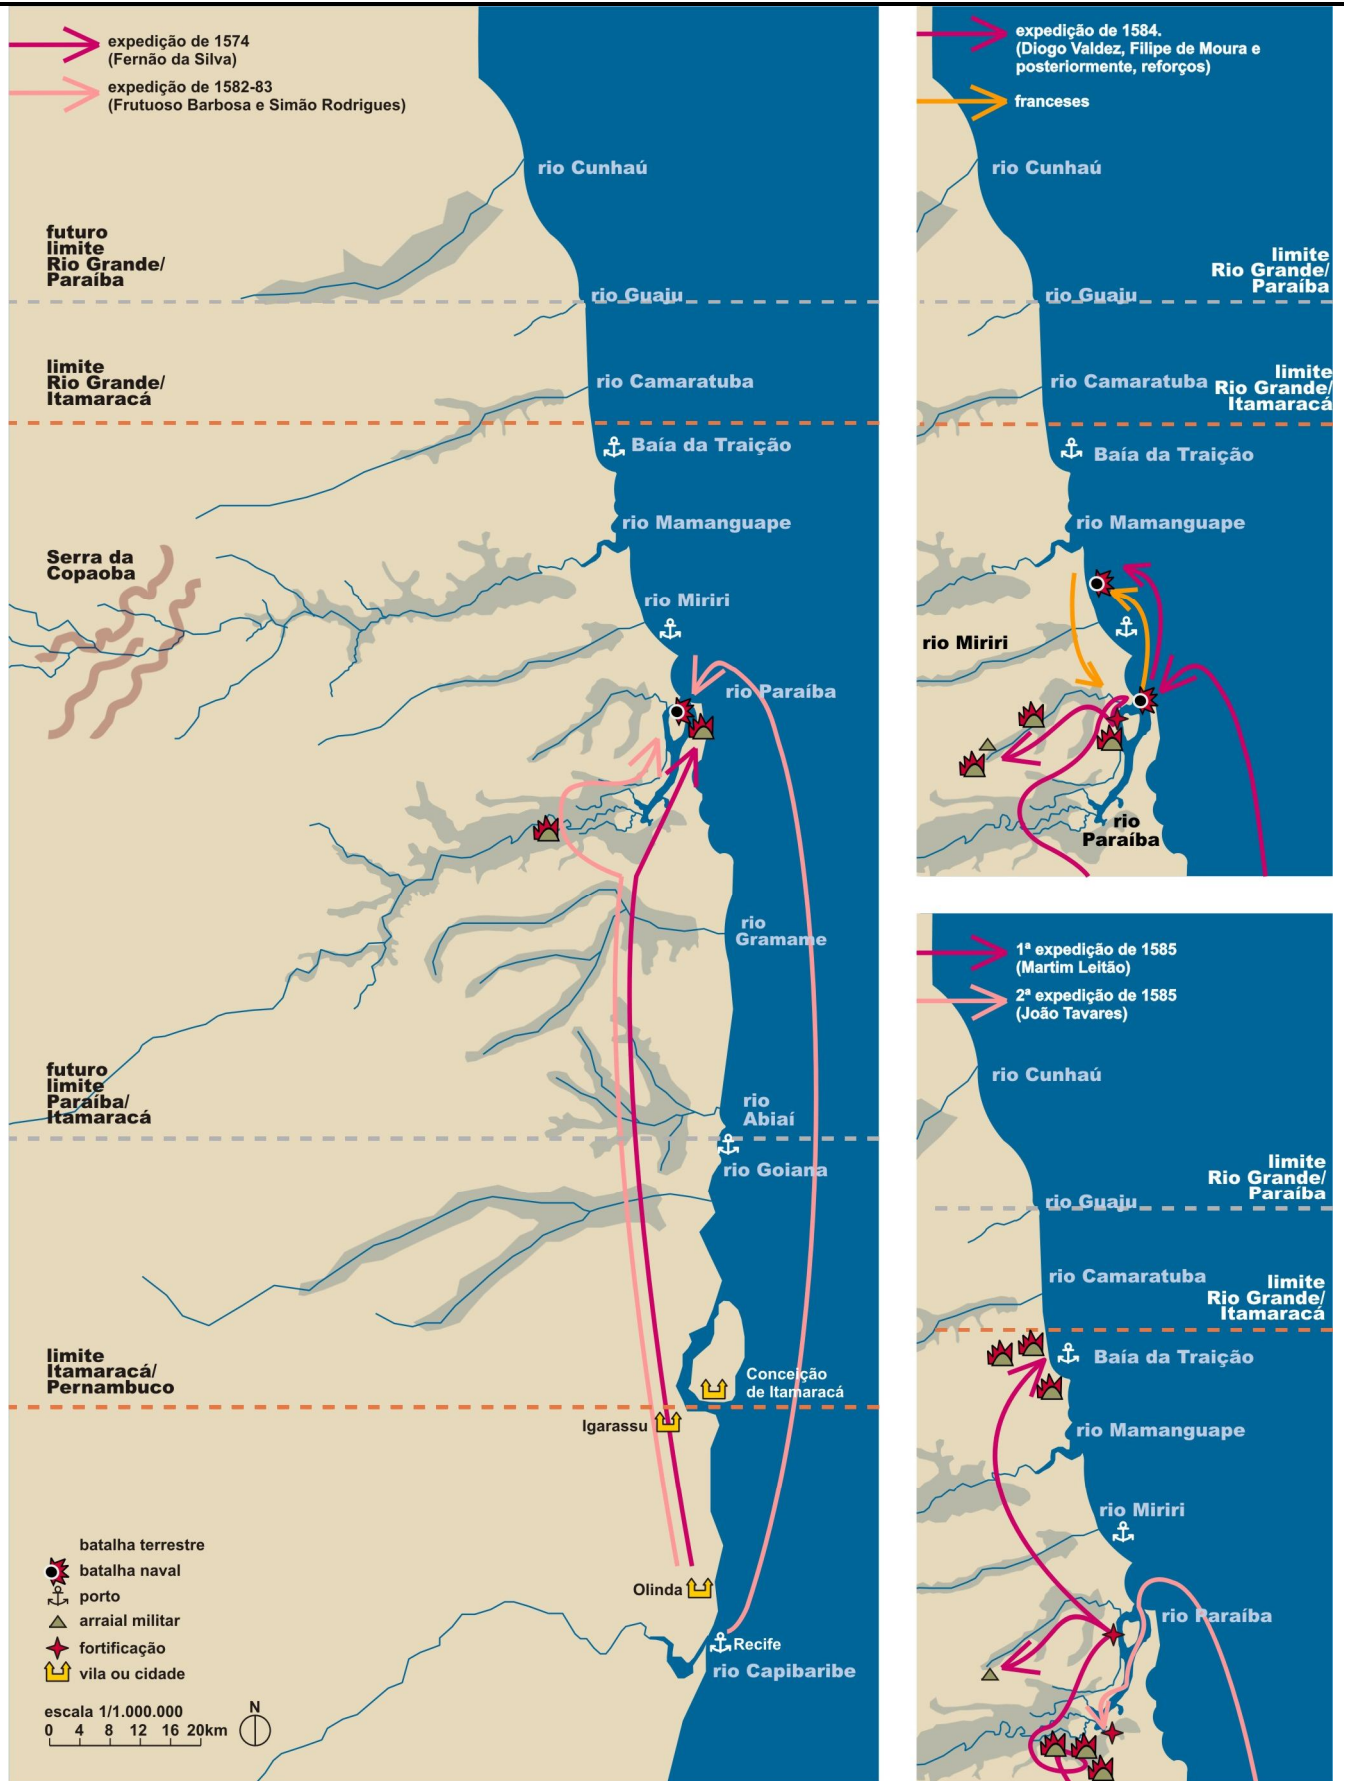 expedição de 1574
(Fernão da Silva)
expedição de 1582-83
(Frutuoso Barbosa e Simão Rodrigues)
rio Cunhaú
futuro
limite
Rio Grande/
Paraíba
rio Guaju
limite
Rio Grande/
Itamaracá
rio Camaratuba
Baía da Traição
rio Mamanguape
Serra da
Copaoba
rio Miriri
rio Paraíba
rio
Gramame
futuro
limite
Paraíba/
Itamaracá
rio
Abiaí
rio Goiana
limite
Itamaracá/
Pernambuco
Conceição
de Itamaracá
Igarassu
Olinda
Recife
rio Capibaribe
batalha terrestre
batalha naval
porto
arraial militar
fortificação
vila ou cidade
escala 1/1.000.000
0 4 8 12 16 20km
N
expedição de 1584.
(Diogo Valdez, Filipe de Moura e
posteriormente, reforços)
franceses
rio Cunhaú
limite
Rio Grande/
Paraíba
rio Guaju
limite
Rio Grande/
Itamaracá
rio Camaratuba
Baía da Traição
rio Mamanguape
rio Miriri
rio
Paraíba
1ª expedição de 1585
(Martim Leitão)
2ª expedição de 1585
(João Tavares)
rio Cunhaú
limite
Rio Grande/
Paraíba
rio Guaju
rio Camaratuba
limite
Rio Grande/
Itamaracá
Baía da Traição
rio Mamanguape
rio Miriri
rio Paraíba